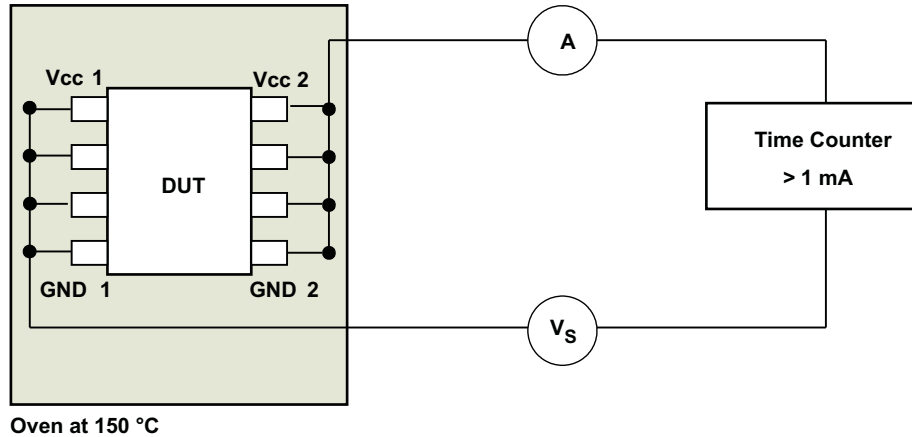 A
Vcc 1
Vcc 2
Time Counter
> 1 mA
DUT
GND 1
GND 2
VS
Oven at 150 °C